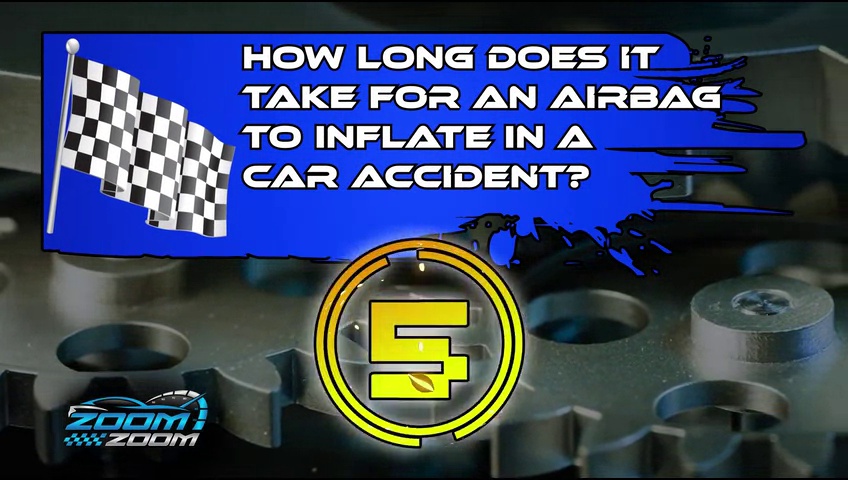 HOW LONG DOES IT
TAKE FOR AN AIRBAG
TO INFLATE IN A
CAR ACCIDENT?
5
ZOOM
ZOOM